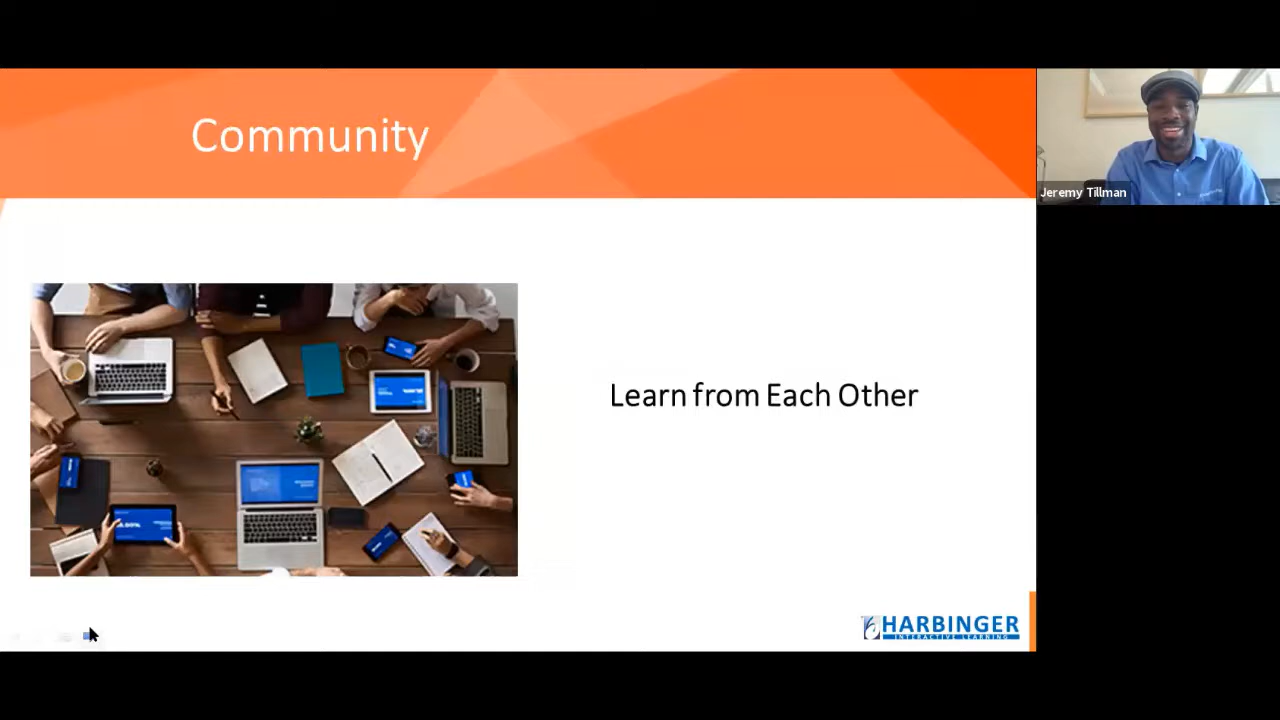 Community
Jeremy Tillman
Learn from Each Other
HARBINGER
INTERACTIVE LEARNING